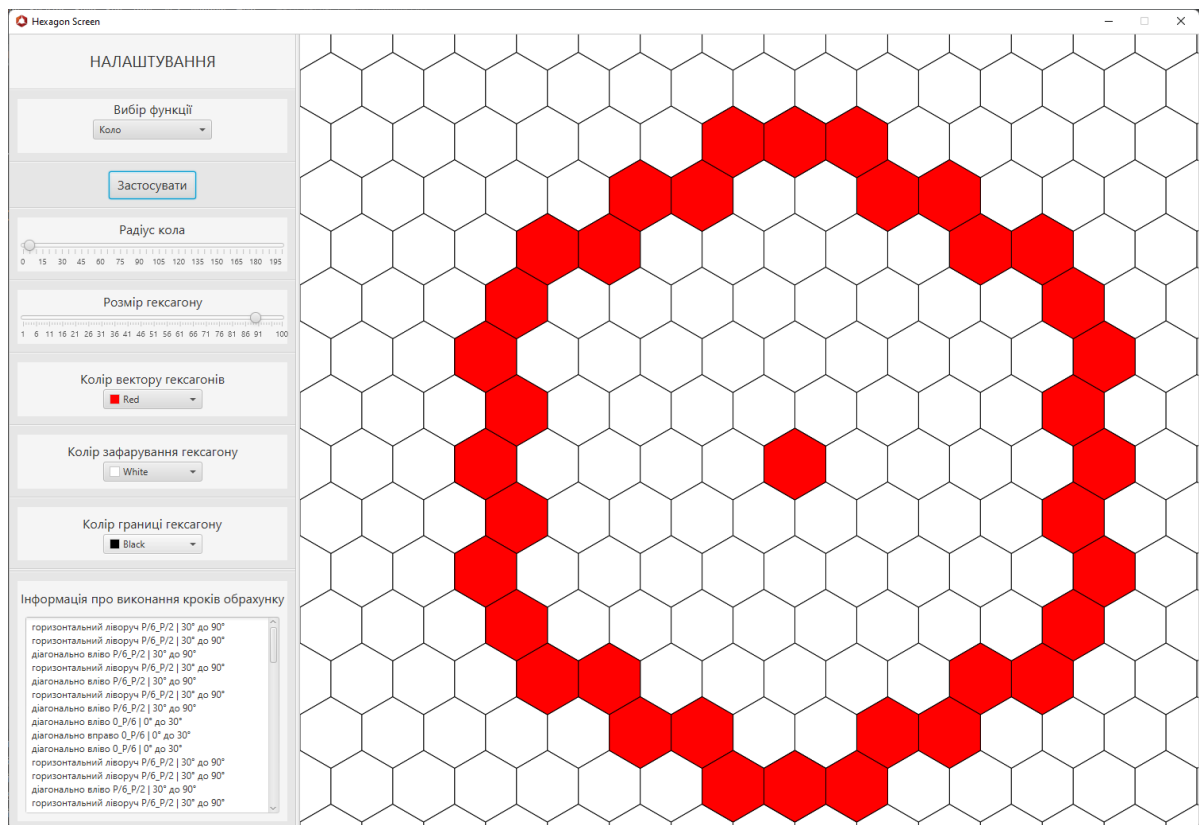 Hexagon Screen
НАЛАШТУВАННЯ
Вибір функції
Коло
Застосувати
Радіус кола
0 15 30 45 60 75 90 105 120 135 150 165 180 195
Розмір гексагону
1 6 11 16 21 26 31 36 41 46 51 56 61 66 71 76 81 86 91 100
Колір вектору гексагонів
Red
Колір зафарування гексагону
White
Колір границі гексагону
Black
Інформація про виконання кроків обрахунку
горизонтальний ліворуч P/6_P/2 | 30° до 90°
горизонтальний ліворуч P/6_P/2 | 30° до 90°
діагонально вліво P/6_P/2 | 30° до 90°
горизонтальний ліворуч P/6_P/2 | 30° до 90°
діагонально вліво P/6_P/2 | 30° до 90°
горизонтальний ліворуч P/6_P/2 | 30° до 90°
діагонально вліво P/6_P/2 | 30° до 90°
діагонально вліво 0_P/6 | 0° до 30°
діагонально вправо 0_P/6 | 0° до 30°
діагонально вліво 0_P/6 | 0° до 30°
горизонтальний ліворуч P/6_P/2 | 30° до 90°
горизонтальний ліворуч P/6_P/2 | 30° до 90°
діагонально вліво P/6_P/2 | 30° до 90°
горизонтальний ліворуч P/6_P/2 | 30° до 90°